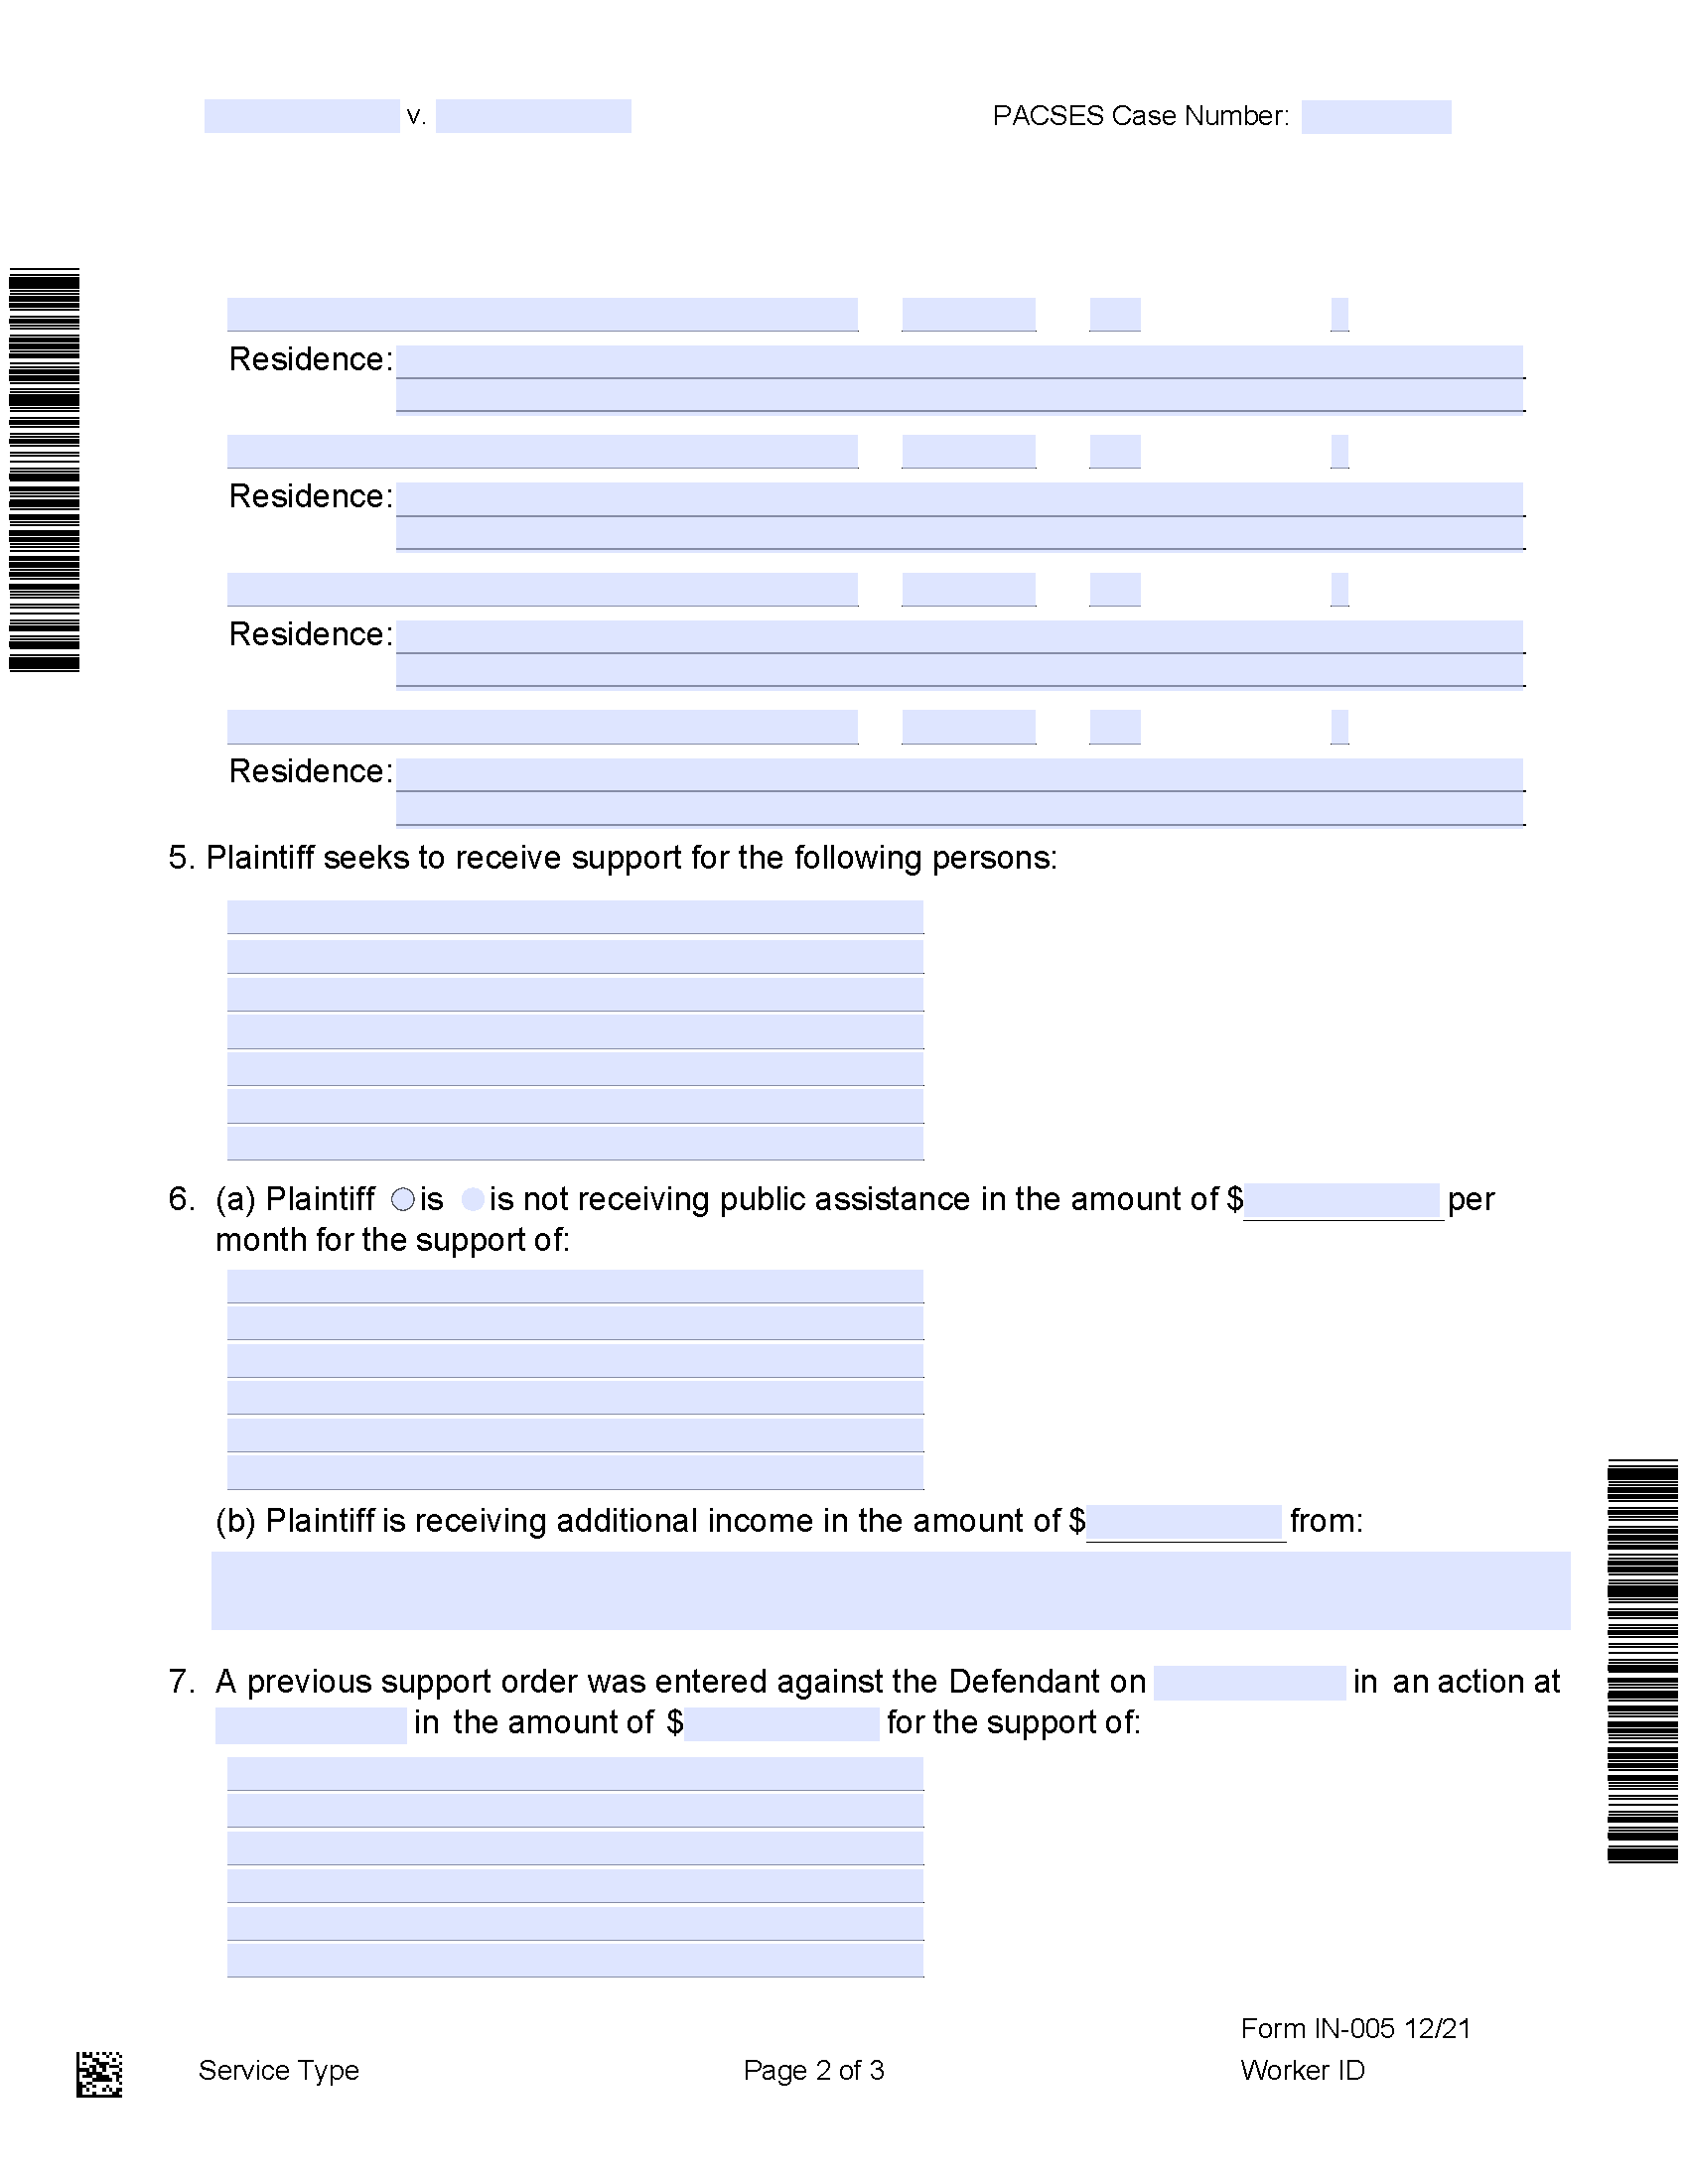 v. PACSES Case Number:
Residence:
Residence:
Residence:
Residence:
5. Plaintiff seeks to receive support for the following persons:
6. (a) Plaintiff is is not receiving public assistance in the amount of $ per
month for the support of:
(b) Plaintiff is receiving additional income in the amount of $ from:
7. A previous support order was entered against the Defendant on in an action at
in the amount of $ for the support of:
Form IN-005 12/21
Service Type Page 2 of 3 Worker ID